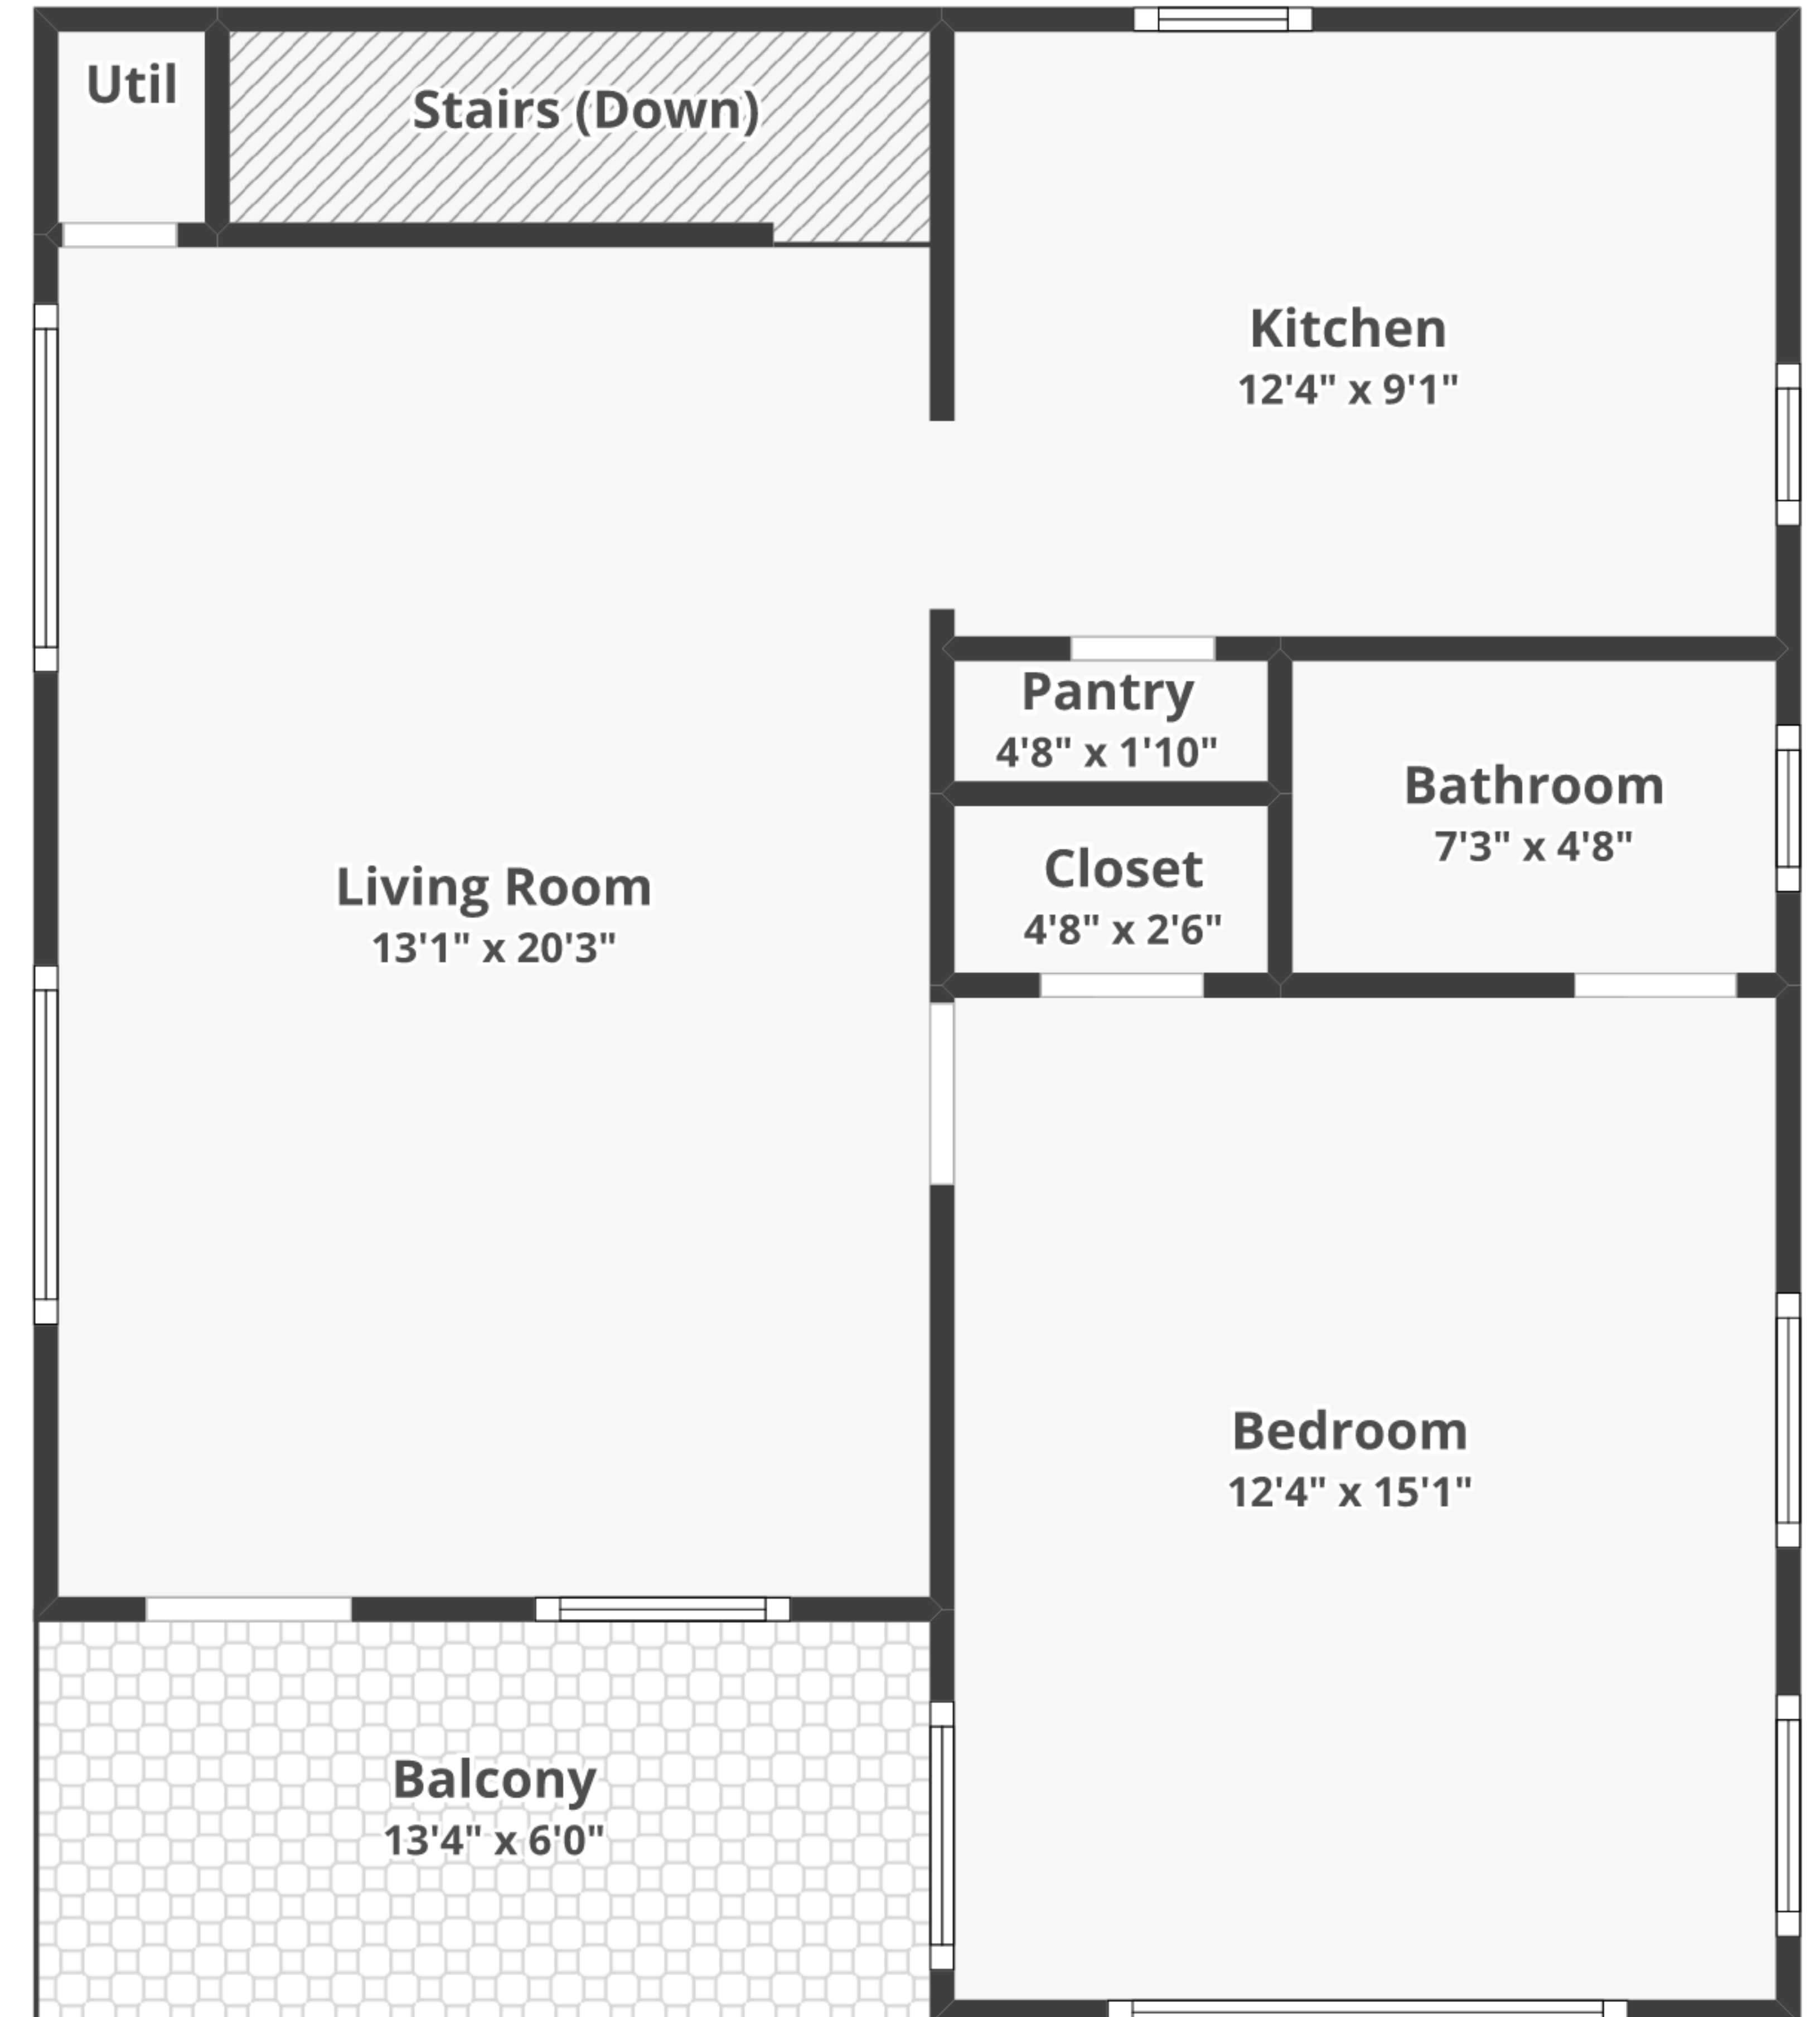 Util
Stairs (Down)
Kitchen
12'4" x 9'1"
Pantry
4'8" x 1'10"
Bathroom
7'3" x 4'8"
Closet
4'8" x 2'6"
Living Room
13'1" x 20'3"
Bedroom
12'4" x 15'1"
Balcony
13'4" x 6'0"